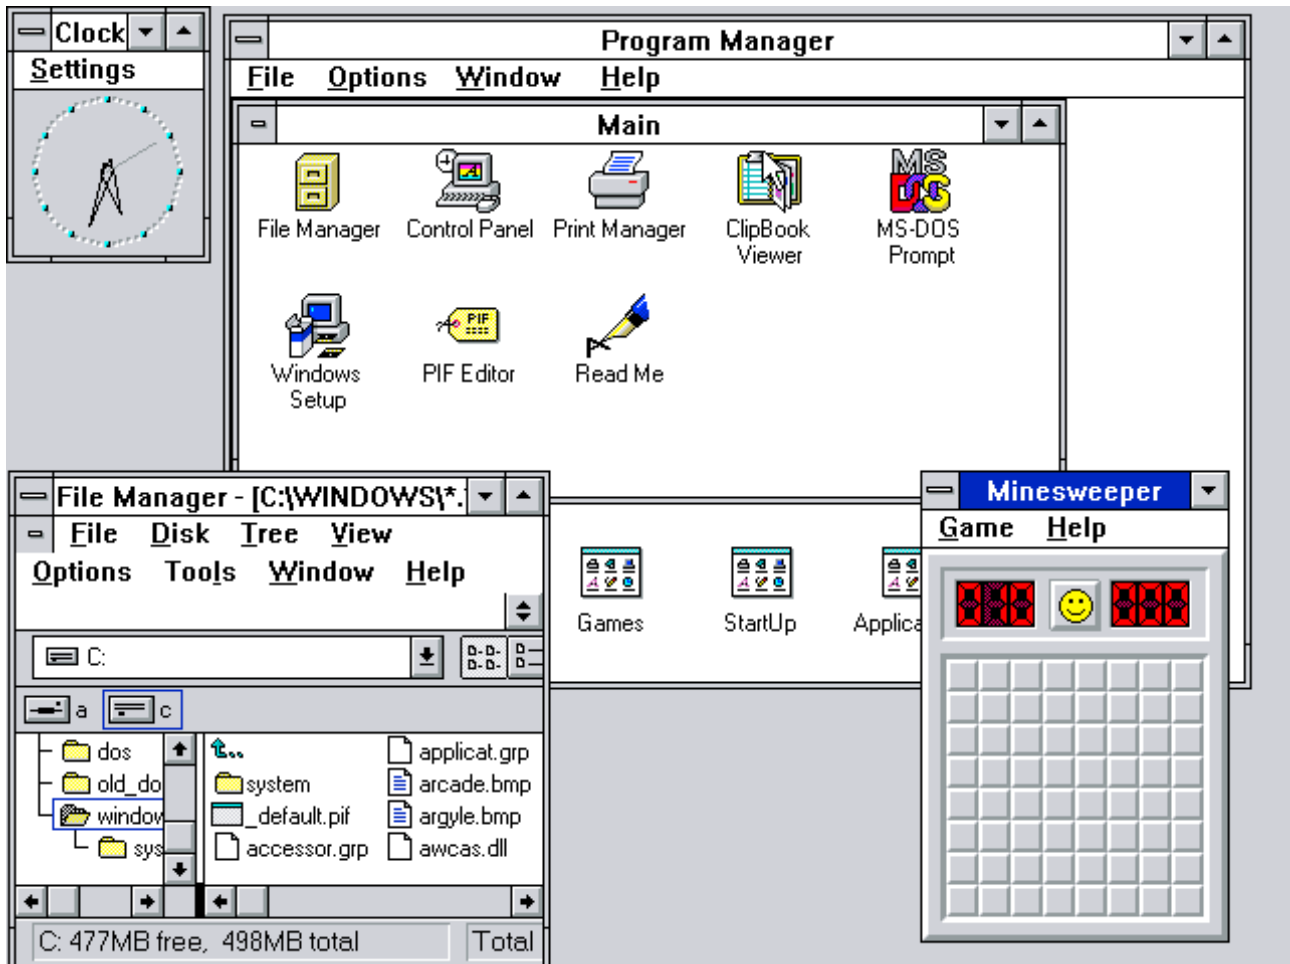 Clock
Settings
Program Manager
File Options Window Help
Main
File Manager
Control Panel
Print Manager
ClipBook
Viewer
MS
DOS
MS-DOS
Prompt
Windows
Setup
PIF
PIF Editor
Read Me
File Manager - [C:\WINDOWS\*.
File Disk Tree View
Options Tools Window Help
C:
a c
dos
old_do
window
sys
system
_default.pif
accessor.grp
applicat.grp
arcade.bmp
argyle.bmp
awcas.dll
C: 477MB free, 498MB total
Total
Games
StartUp
Applica
Minesweeper
Game Help